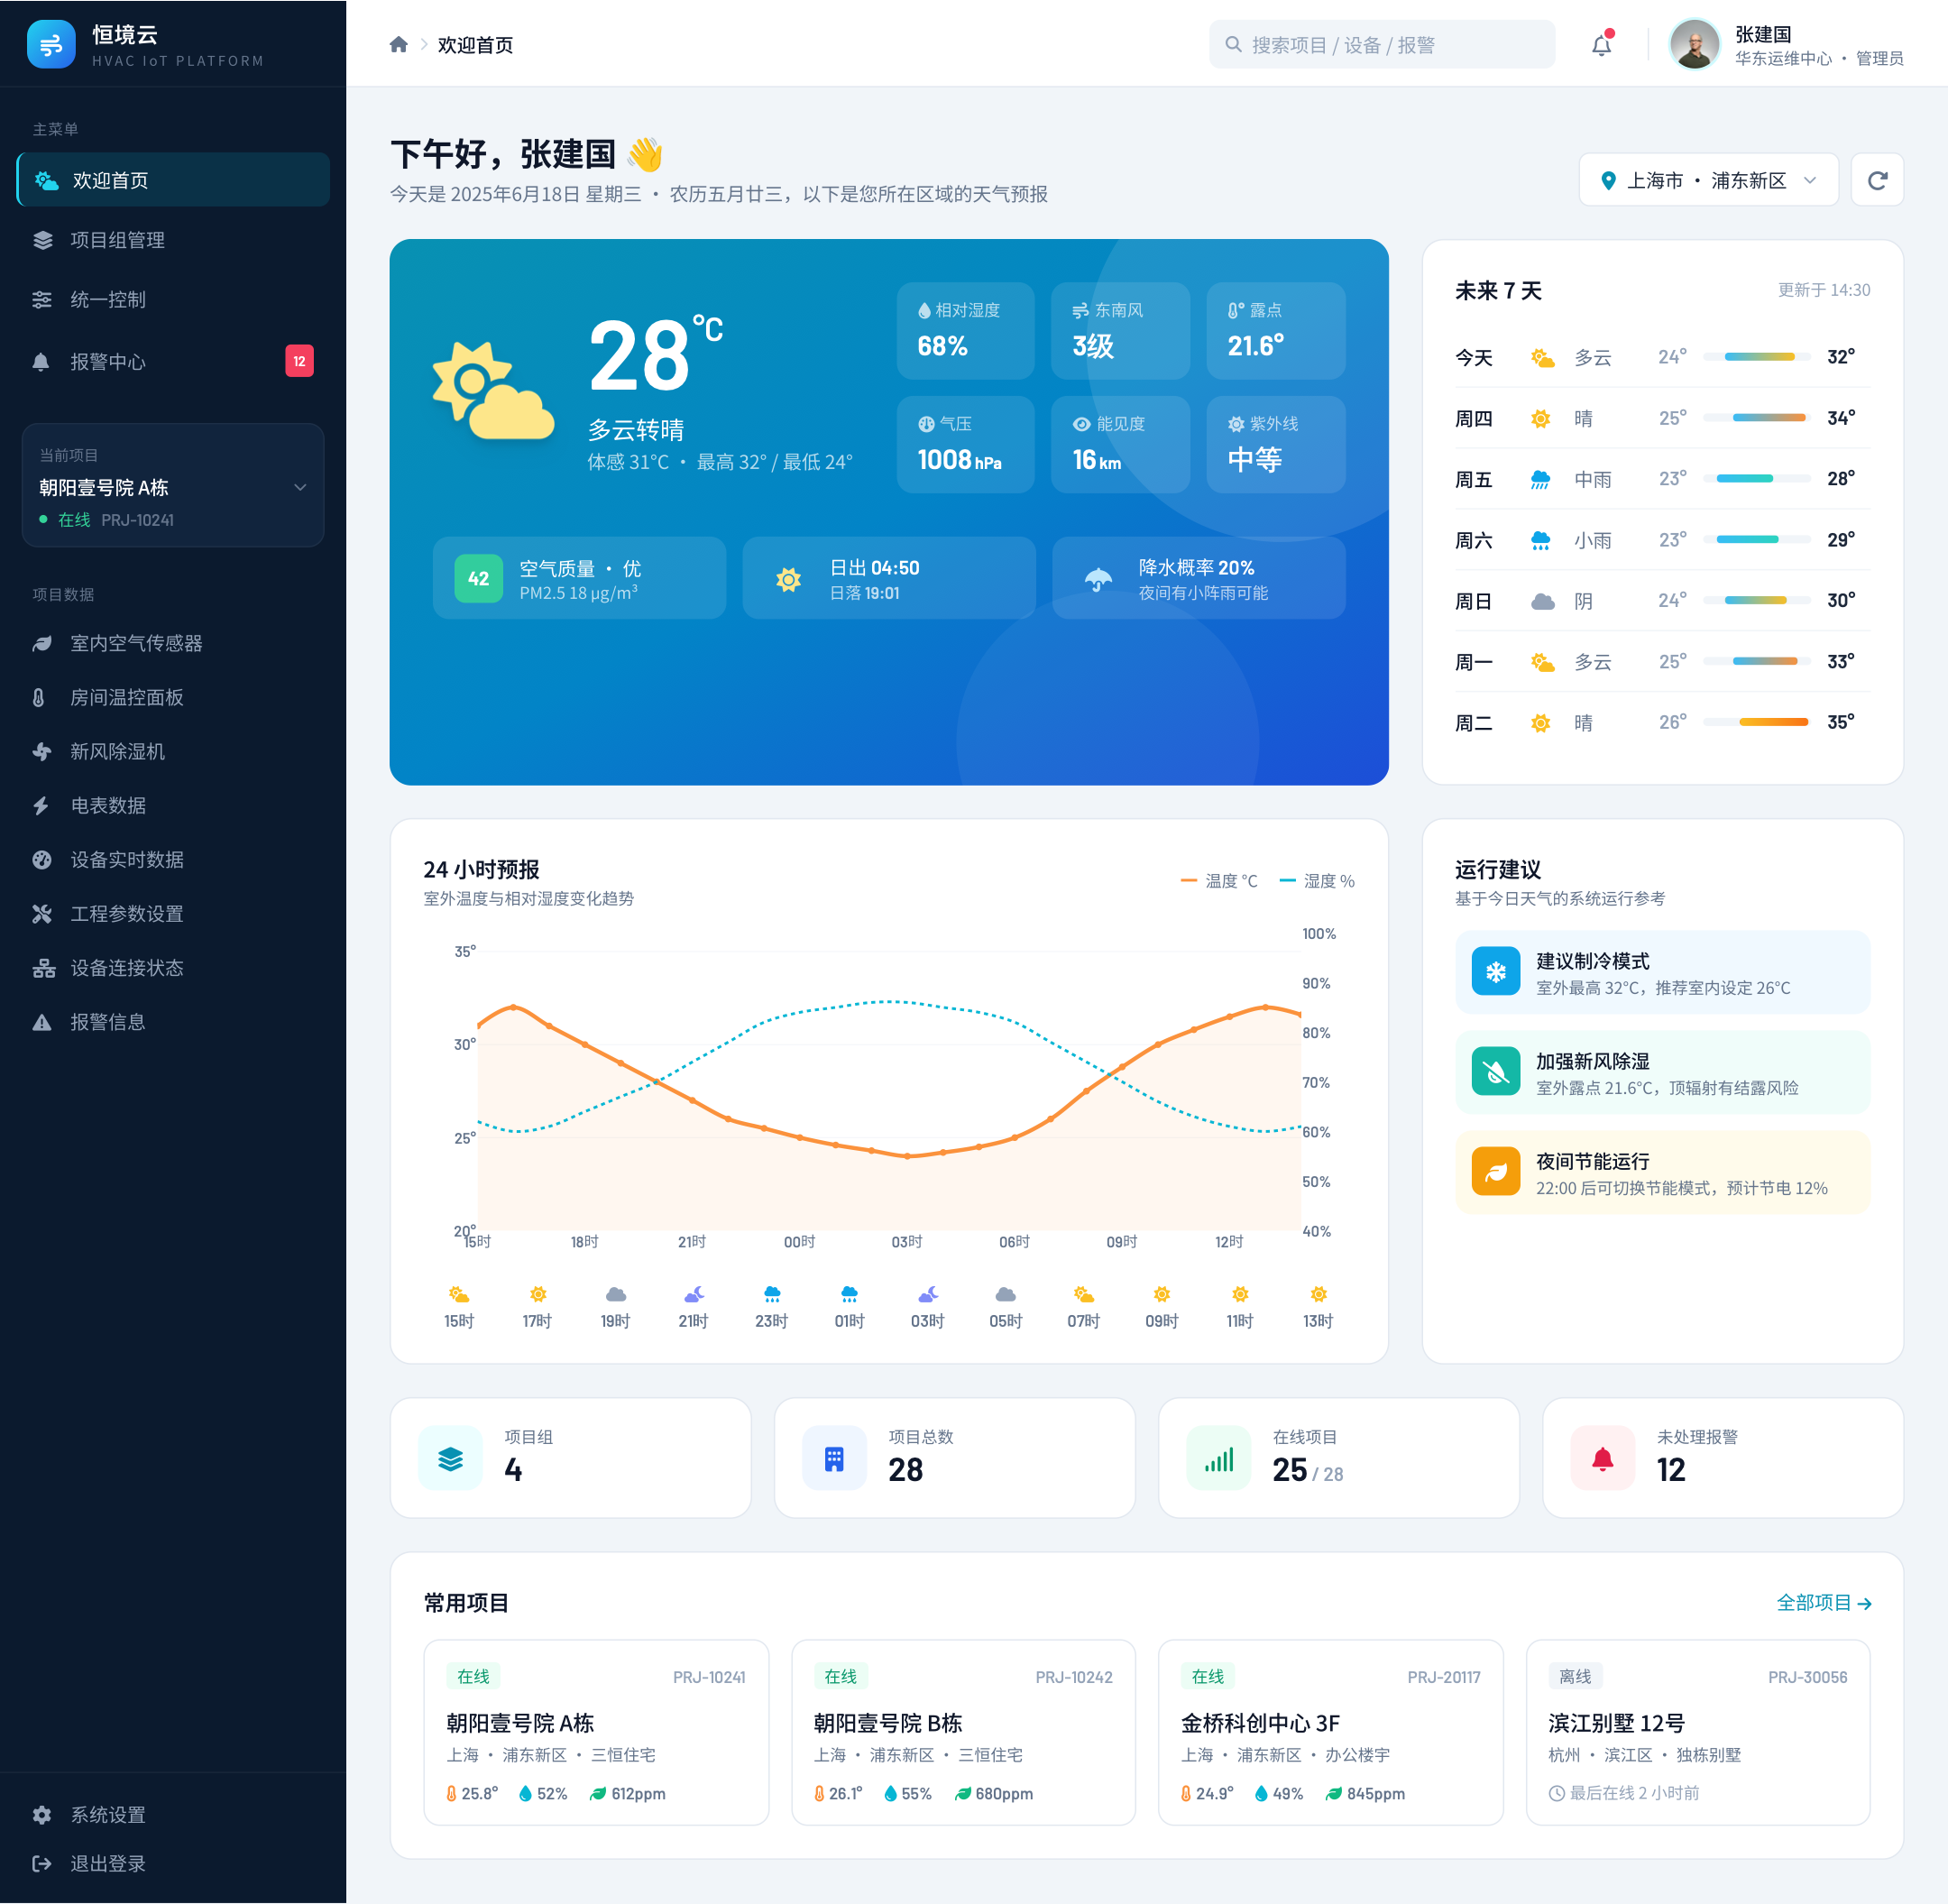 恒境云
HVAC IoT PLATFORM
主菜单
欢迎首页
项目组管理
统一控制
报警中心 12
当前项目
朝阳壹号院 A栋
在线 PRJ-10241
项目数据
室内空气传感器
房间温控面板
新风除湿机
电表数据
设备实时数据
工程参数设置
设备连接状态
报警信息
系统设置
退出登录
欢迎首页
搜索项目 / 设备 / 报警
张建国
华东运维中心 · 管理员
下午好，张建国 👋
今天是 2025年6月18日 星期三 · 农历五月廿三，以下是您所在区域的天气预报
上海市 · 浦东新区
28°C
多云转晴
体感 31°C · 最高 32° / 最低 24°
相对湿度
68%
东南风
3级
露点
21.6°
气压
1008 hPa
能见度
16 km
紫外线
中等
42
空气质量 · 优
PM2.5 18 μg/m³
日出 04:50
日落 19:01
降水概率 20%
夜间有小阵雨可能
未来 7 天 更新于 14:30
今天 多云 24° 32°
周四 晴 25° 34°
周五 中雨 23° 28°
周六 小雨 23° 29°
周日 阴 24° 30°
周一 多云 25° 33°
周二 晴 26° 35°
24 小时预报
室外温度与相对湿度变化趋势
温度 °C 湿度 %
35°
30°
25°
20°
100%
90%
80%
70%
60%
50%
40%
15时 18时 21时 00时 03时 06时 09时 12时
15时 17时 19时 21时 23时 01时 03时 05时 07时 09时 11时 13时
运行建议
基于今日天气的系统运行参考
建议制冷模式
室外最高 32°C，推荐室内设定 26°C
加强新风除湿
室外露点 21.6°C，顶辐射有结露风险
夜间节能运行
22:00 后可切换节能模式，预计节电 12%
项目组
4
项目总数
28
在线项目
25 / 28
未处理报警
12
常用项目 全部项目 →
在线 PRJ-10241
朝阳壹号院 A栋
上海 · 浦东新区 · 三恒住宅
25.8° 52% 612ppm
在线 PRJ-10242
朝阳壹号院 B栋
上海 · 浦东新区 · 三恒住宅
26.1° 55% 680ppm
在线 PRJ-20117
金桥科创中心 3F
上海 · 浦东新区 · 办公楼宇
24.9° 49% 845ppm
离线 PRJ-30056
滨江别墅 12号
杭州 · 滨江区 · 独栋别墅
最后在线 2 小时前